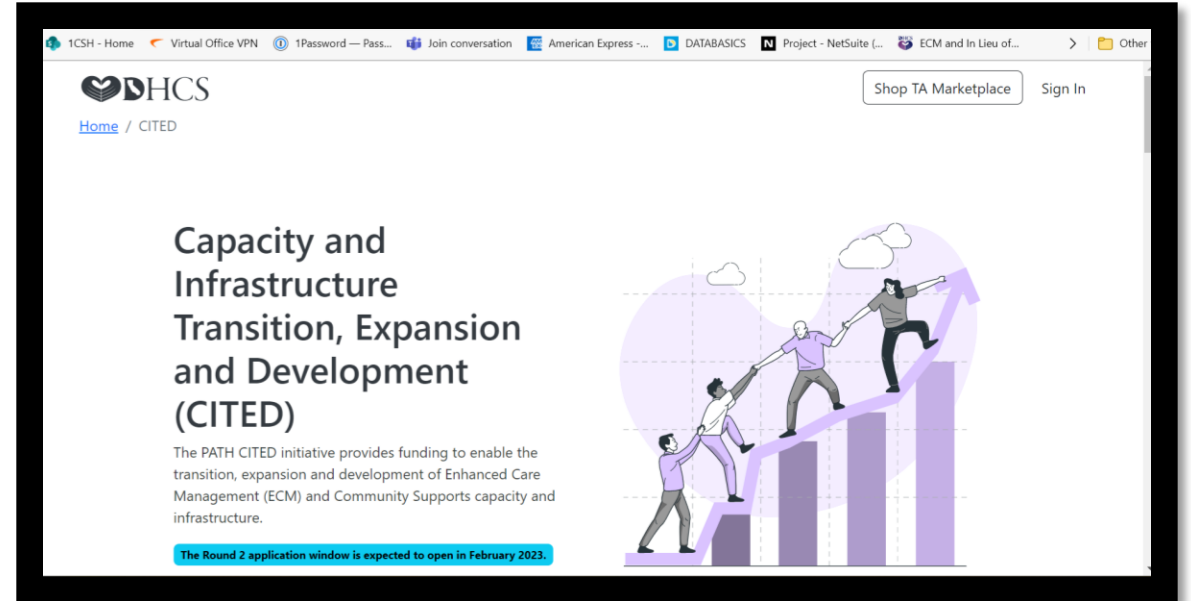 1CSH - Home Virtual Office VPN 1Password — Pass... Join conversation American Express -... DATABASICS Project - NetSuite (... ECM and In Lieu of... Other
DHCS Shop TA Marketplace Sign In
Home / CITED
Capacity and
Infrastructure
Transition, Expansion
and Development
(CITED)
The PATH CITED initiative provides funding to enable the
transition, expansion and development of Enhanced Care
Management (ECM) and Community Supports capacity and
infrastructure.
The Round 2 application window is expected to open in February 2023.